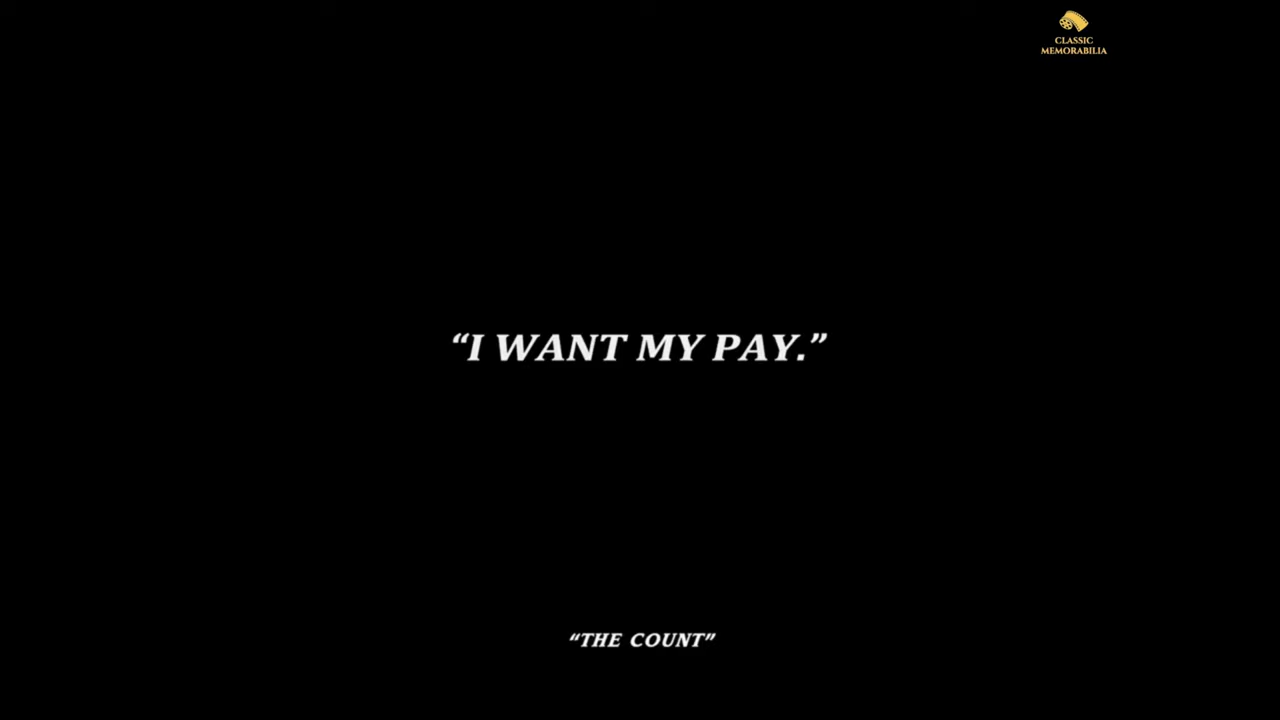 CLASSIC
MEMORABILIA
“I WANT MY PAY.”
“THE COUNT”